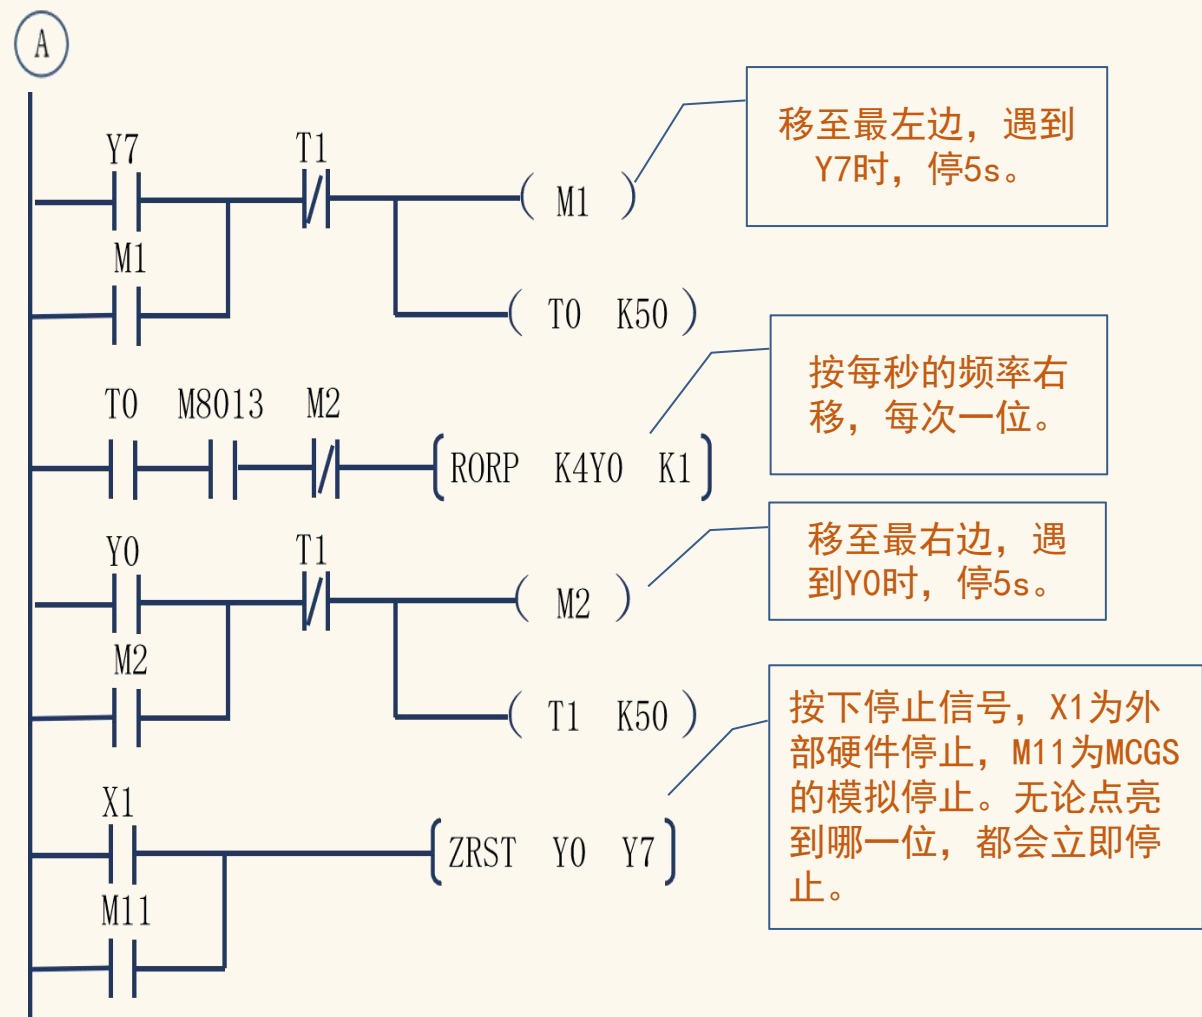 A
移至最左边，遇到
Y7时，停5s。
Y7
T1
( M1 )
M1
( T0 K50 )
按每秒的频率右
移，每次一位。
T0 M8013 M2
[RORP K4Y0 K1]
移至最右边，遇
到Y0时，停5s。
Y0
T1
( M2 )
M2
( T1 K50 )
按下停止信号，X1为外
部硬件停止，M11为MCGS
的模拟停止。无论点亮
到哪一位，都会立即停
止。
X1
[ZRST Y0 Y7]
M11